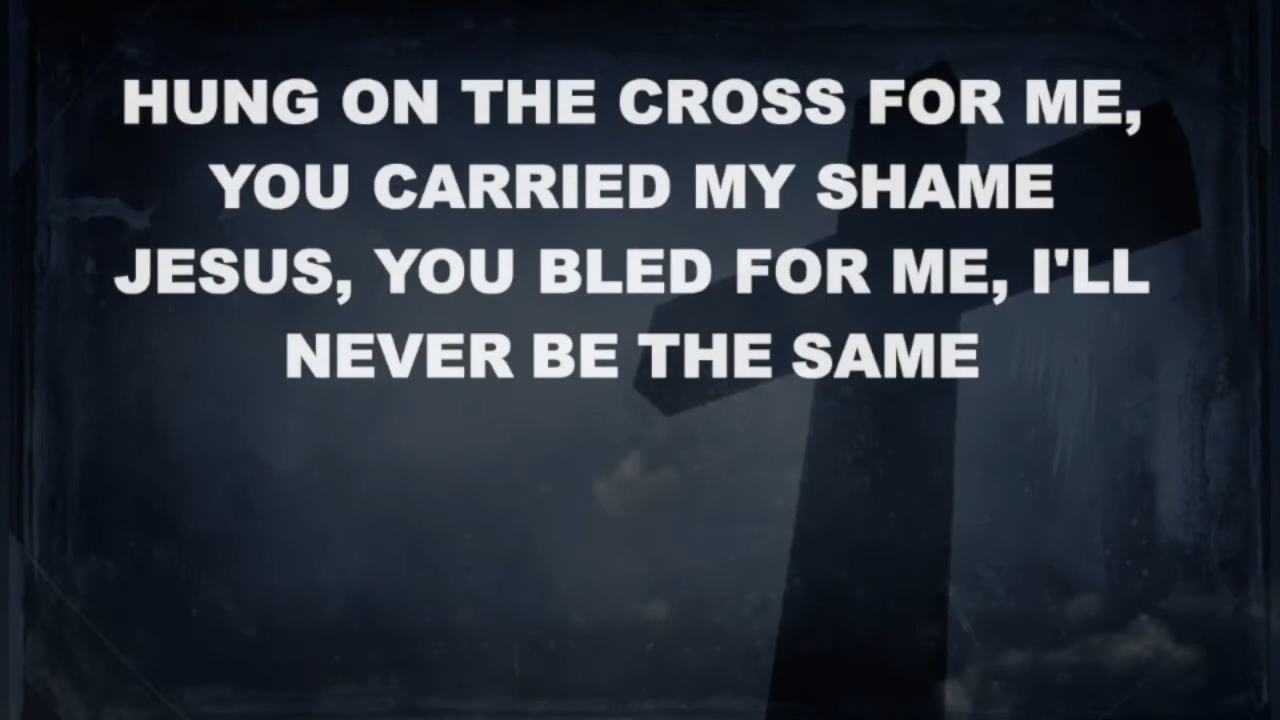 HUNG ON THE CROSS FOR ME,
YOU CARRIED MY SHAME
JESUS, YOU BLED FOR ME, I'LL
NEVER BE THE SAME